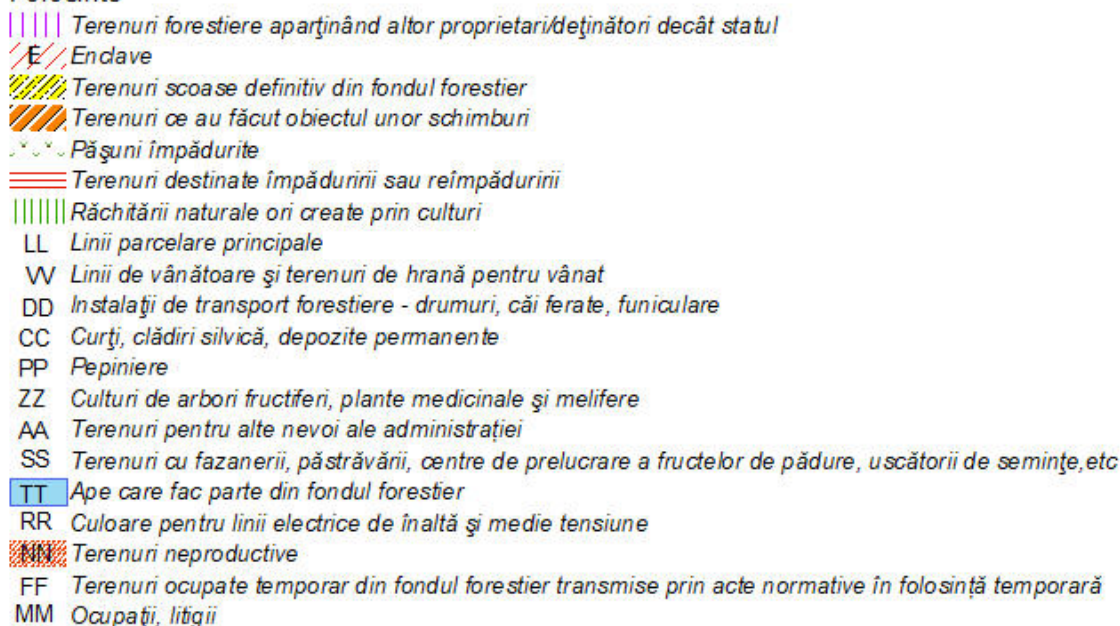 Terenuri forestiere aparţinând altor proprietari/deţinători decât statul
E Enclave
Terenuri scoase definitiv din fondul forestier
Terenuri ce au făcut obiectul unor schimburi
Păşuni împădurite
Terenuri destinate împăduririi sau reîmpăduririi
Răchitării naturale ori create prin culturi
LL Linii parcelare principale
VV Linii de vânătoare şi terenuri de hrană pentru vânat
DD Instalaţii de transport forestiere - drumuri, căi ferate, funiculare
CC Curţi, clădiri silvică, depozite permanente
PP Pepiniere
ZZ Culturi de arbori fructiferi, plante medicinale şi melifere
AA Terenuri pentru alte nevoi ale administrației
SS Terenuri cu fazanerii, păstrăvării, centre de prelucrare a fructelor de pădure, uscătorii de seminţe,etc
TT Ape care fac parte din fondul forestier
RR Culoare pentru linii electrice de înaltă şi medie tensiune
NN Terenuri neproductive
FF Terenuri ocupate temporar din fondul forestier transmise prin acte normative în folosință temporară
MM Ocupaţii, litigii